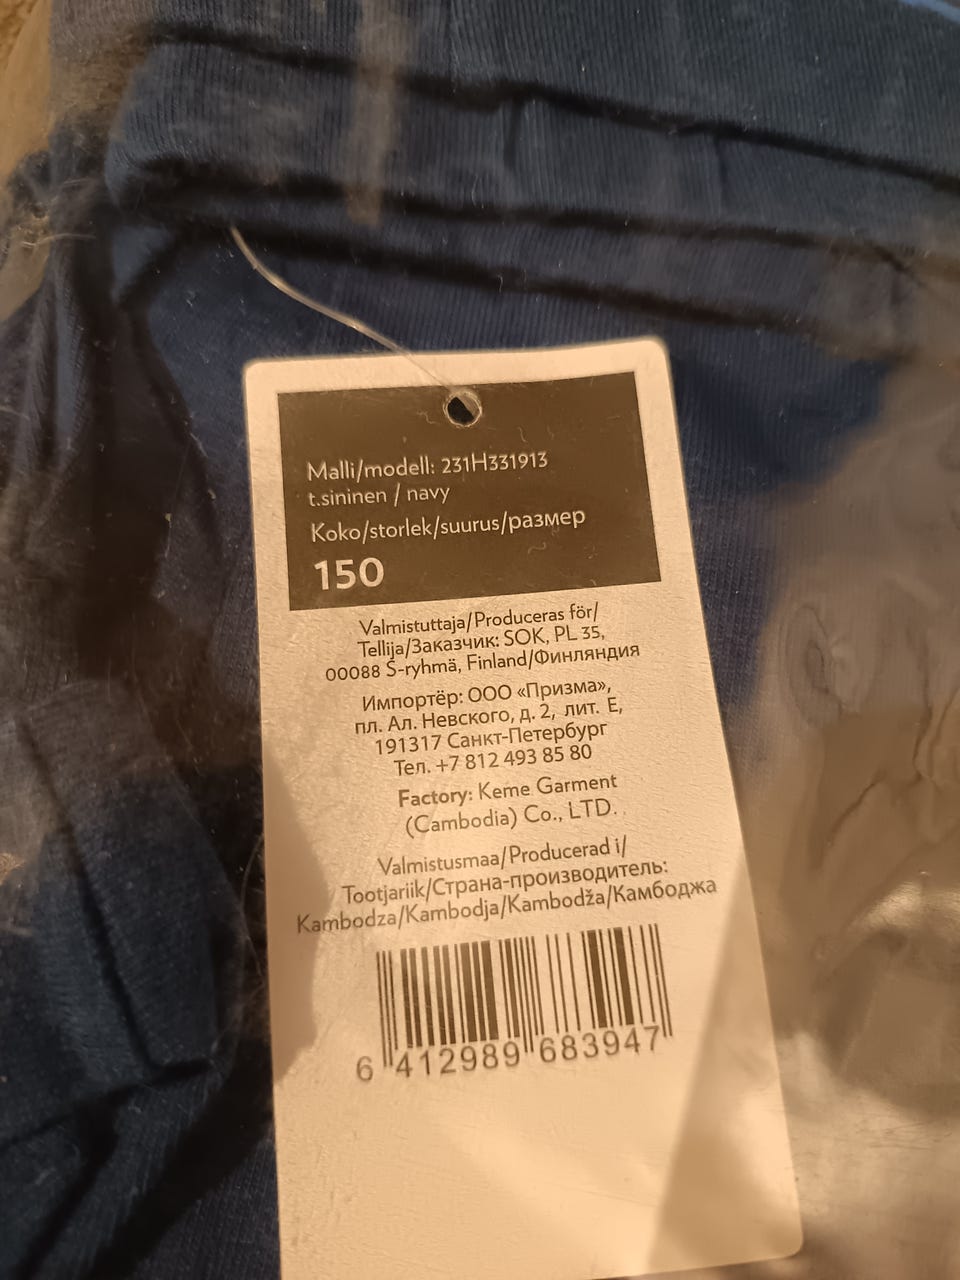 Malli/modell: 231H331913
t.sininen / navy
Koko/storlek/suurus/размер
150
Valmistuttaja/Produceras för/
Tellija/Заказчик: SOK, PL 35,
00088 S-ryhmä, Finland/Финляндия
Импортёр: ООО «Призма»,
пл. Ал. Невского, д. 2, лит. Е,
191317 Санкт-Петербург
Тел. +7 812 493 85 80
Factory: Keme Garment
(Cambodia) Co., LTD.
Valmistusmaa/Producerad i/
Tootjariik/Страна-производитель:
Kambodza/Kambodja/Kambodža/Камбоджа
6 412989 683947